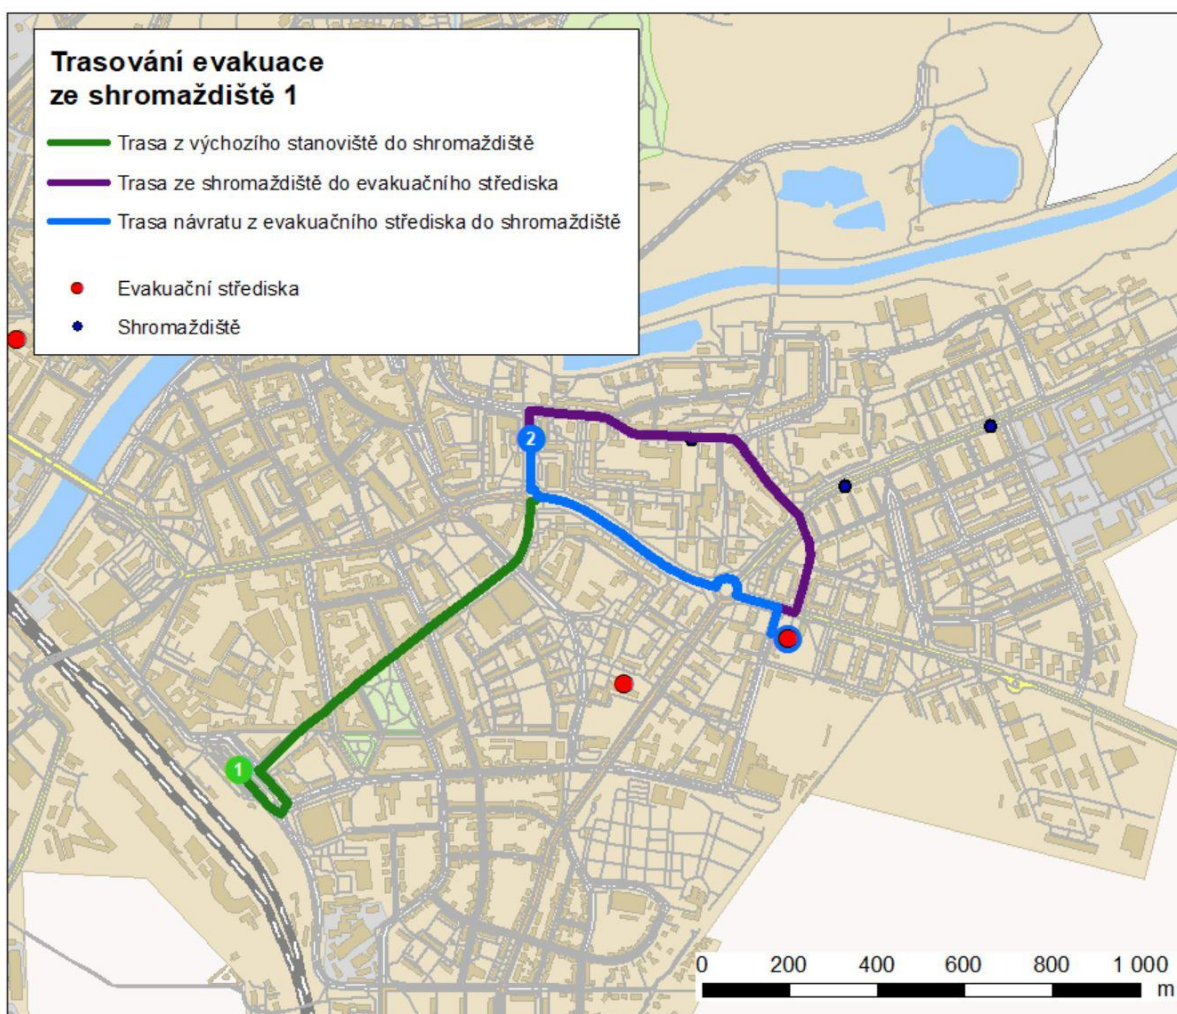 Trasování evakuace
ze shromaždiště 1
Trasa z výchozího stanoviště do shromaždiště
Trasa ze shromaždiště do evakuačního střediska
Trasa návratu z evakuačního střediska do shromaždiště
Evakuační střediska
Shromaždiště
2
1
0 200 400 600 800 1 000
m